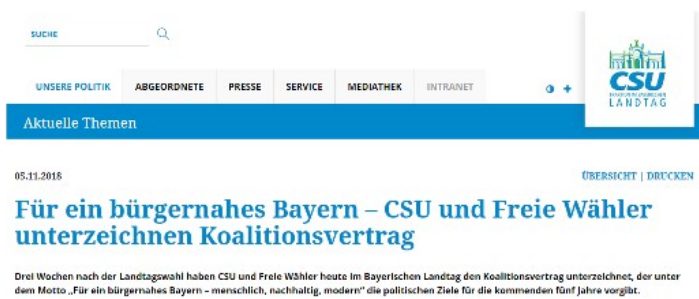 SUCHE
UNSERE POLITIK ABGEORDNETE PRESSE SERVICE MEDIATHEK INTRANET
CSU
LANDTAG
Aktuelle Themen
05.11.2018 ÜBERSICHT | DRUCKEN
Für ein bürgernahes Bayern – CSU und Freie Wähler
unterzeichnen Koalitionsvertrag
Drei Wochen nach der Landtagswahl haben CSU und Freie Wähler heute im Bayerischen Landtag den Koalitionsvertrag unterzeichnet, der unter
dem Motto „Für ein bürgernahes Bayern – menschlich, nachhaltig, modern“ die politischen Ziele für die kommenden fünf Jahre vorgibt.